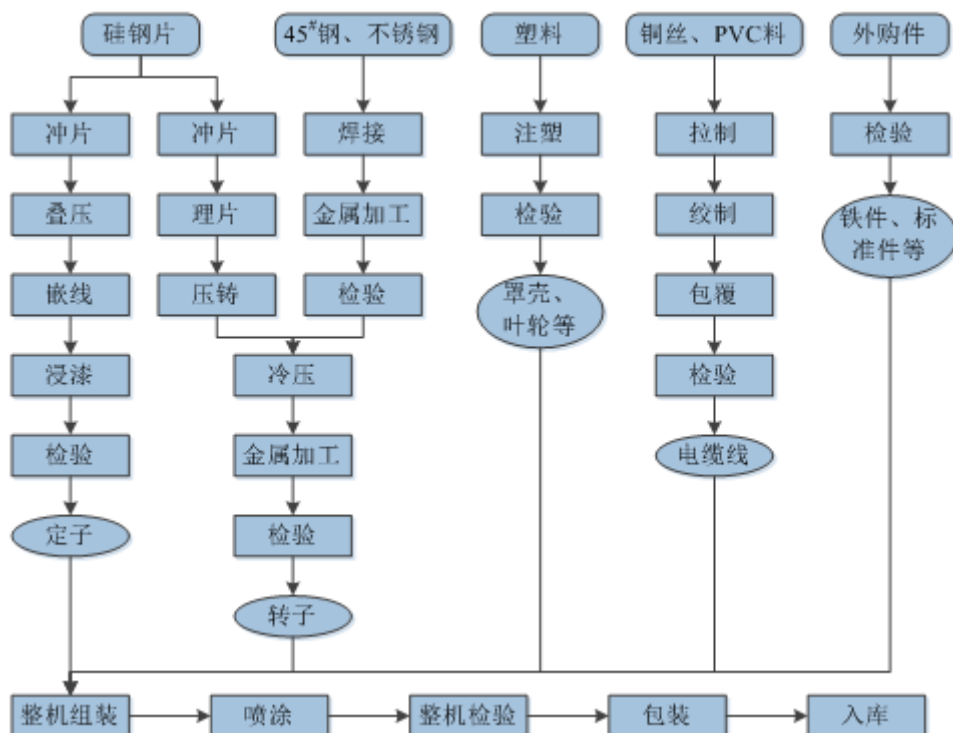 硅钢片
45#钢、不锈钢
塑料
铜丝、PVC料
外购件
冲片
冲片
焊接
注塑
拉制
检验
叠压
理片
金属加工
检验
绞制
铁件、标
准件等
嵌线
压铸
检验
罩壳、
叶轮等
包覆
浸漆
冷压
检验
检验
金属加工
电缆线
定子
检验
转子
整机组装
喷涂
整机检验
包装
入库